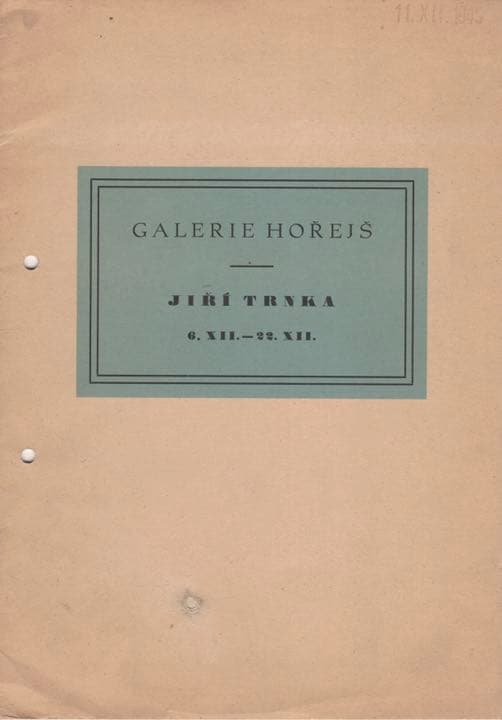 GALERIE HOŘEJŠ
JIŘÍ TRNKA
6. XII.—22. XII.